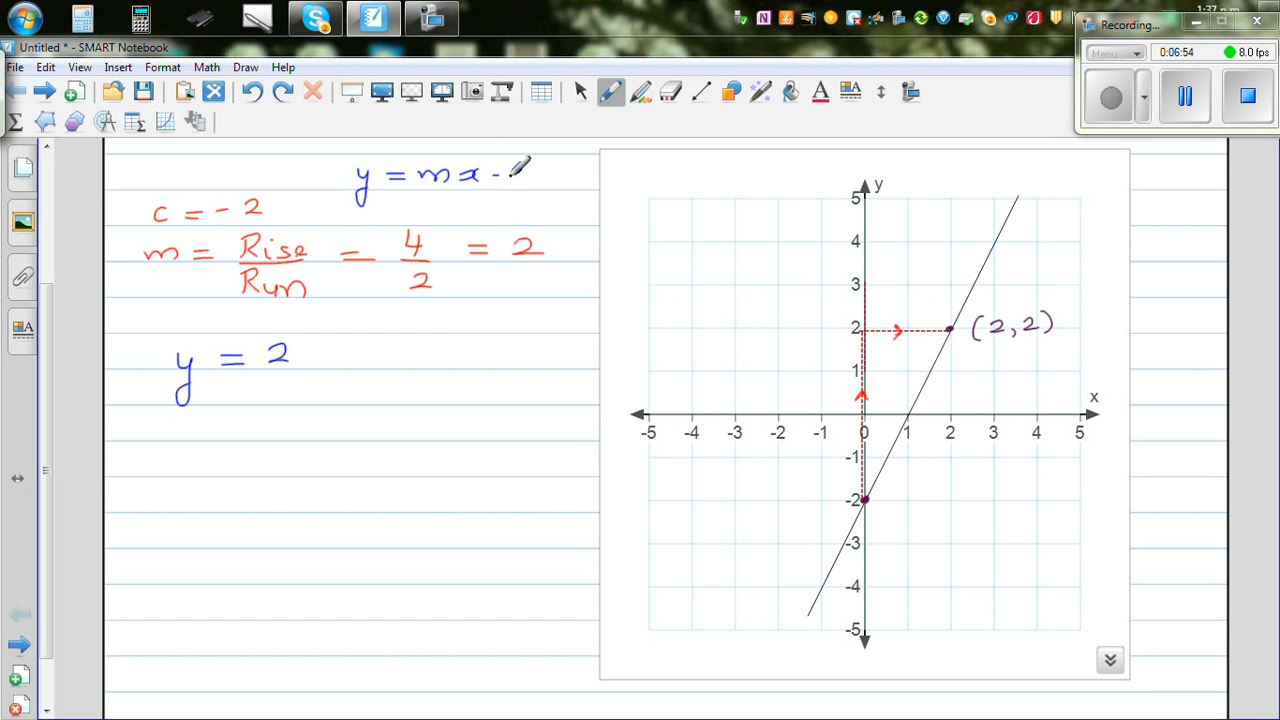 1:37 p.m.
Recording...
Untitled * - SMART Notebook
Menu
0:06:54
8.0 fps
File Edit View Insert Format Math Draw Help
y = mx -
c = - 2
m = Rise / Run = 4 / 2 = 2
y = 2
y
5
4
3
2
(2,2)
1
x
-5 -4 -3 -2 -1 0 1 2 3 4 5
-1
-2
-3
-4
-5